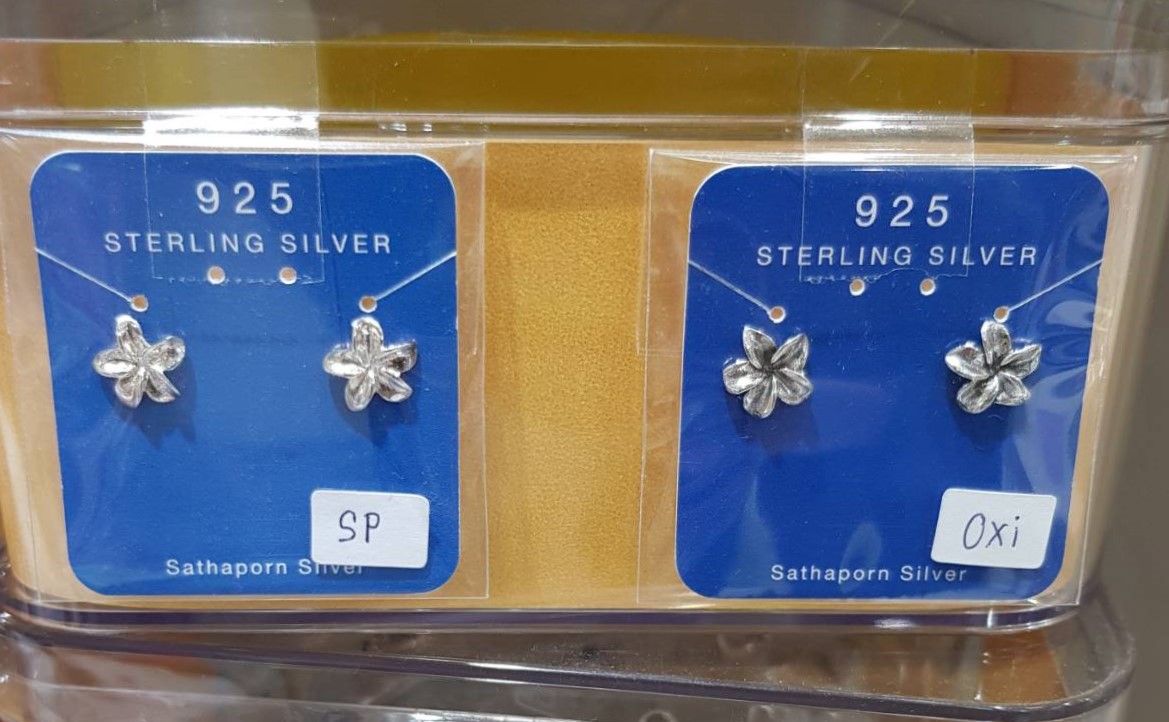 925
STERLING SILVER
SP
Sathaporn Silver
925
STERLING SILVER
Oxi
Sathaporn Silver